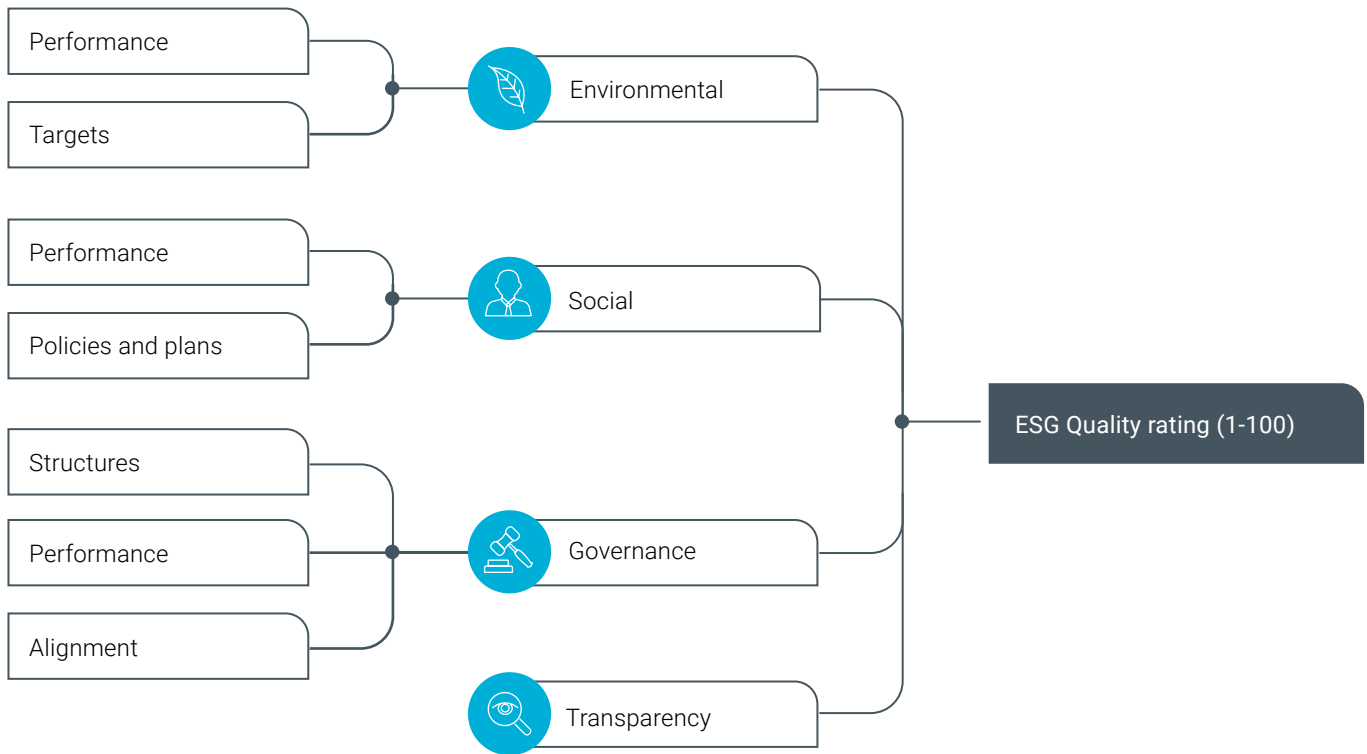 Performance
Targets
Environmental
Performance
Policies and plans
Social
Structures
Performance
Alignment
Governance
Transparency
ESG Quality rating (1-100)